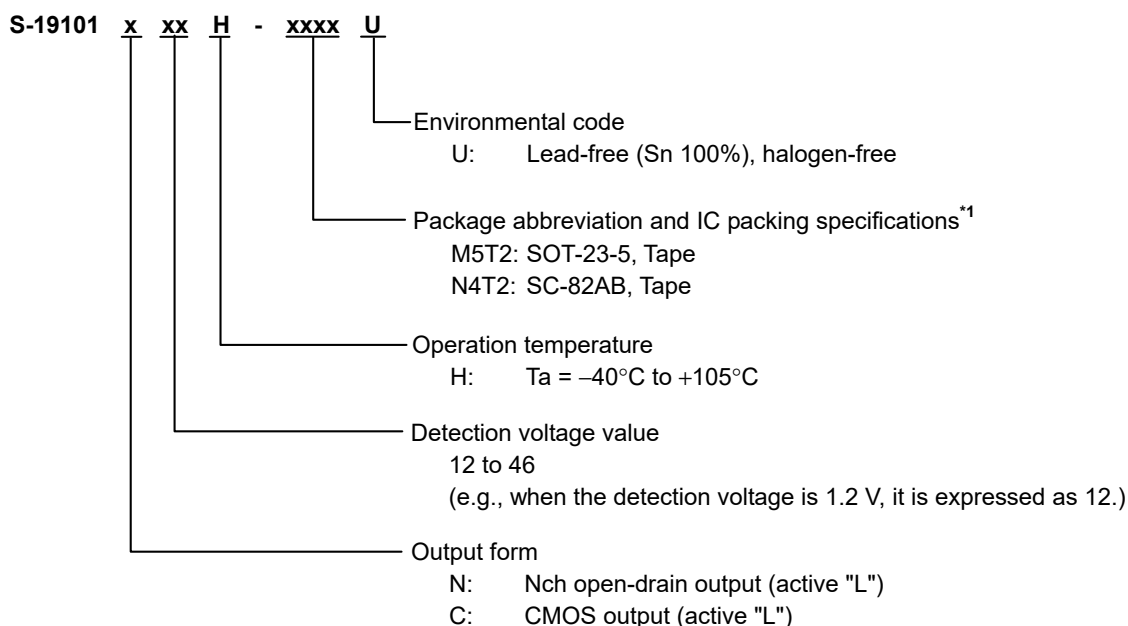 S-19101 x xx H - xxxx U
Environmental code
U: Lead-free (Sn 100%), halogen-free
Package abbreviation and IC packing specifications*1
M5T2: SOT-23-5, Tape
N4T2: SC-82AB, Tape
Operation temperature
H: Ta = −40°C to +105°C
Detection voltage value
12 to 46
(e.g., when the detection voltage is 1.2 V, it is expressed as 12.)
Output form
N: Nch open-drain output (active "L")
C: CMOS output (active "L")